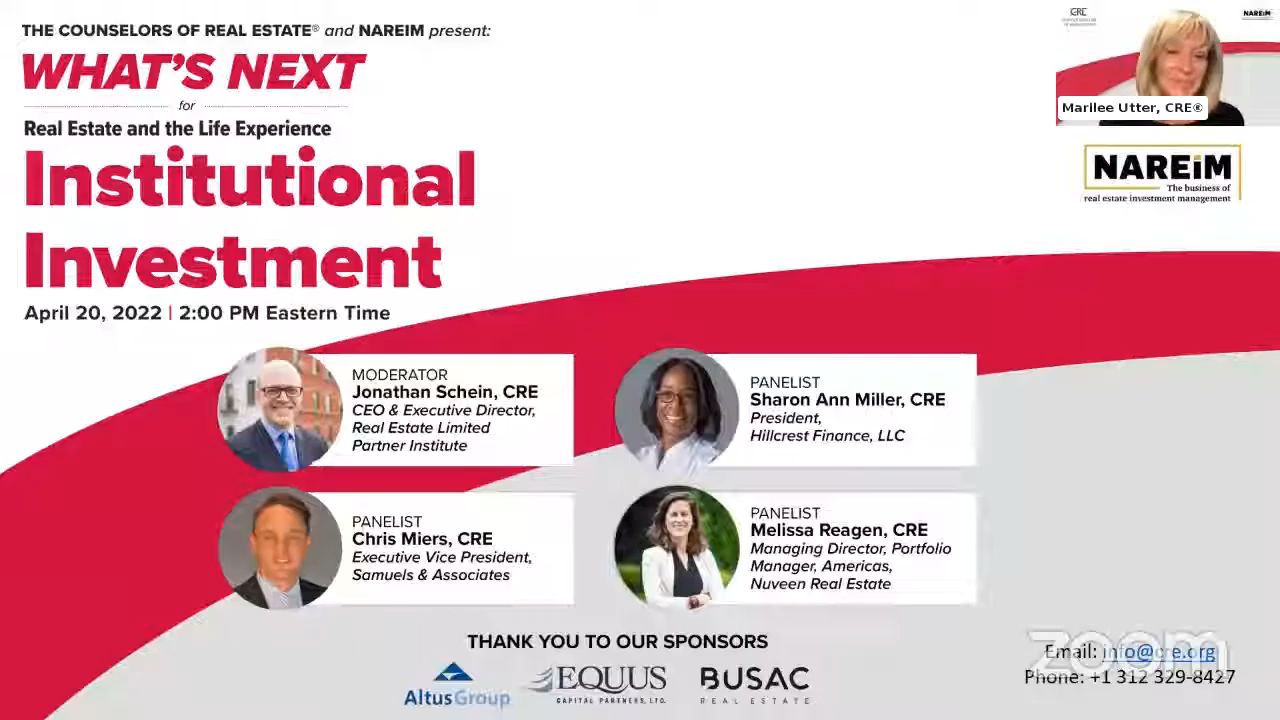 THE COUNSELORS OF REAL ESTATE® and NAREIM present:
WHAT'S NEXT
for
Real Estate and the Life Experience
Institutional
Investment
April 20, 2022 | 2:00 PM Eastern Time
CRE
NAREiM
Marilee Utter, CRE®
NAREiM
The business of
real estate investment management
MODERATOR
Jonathan Schein, CRE
CEO & Executive Director,
Real Estate Limited
Partner Institute
PANELIST
Sharon Ann Miller, CRE
President,
Hillcrest Finance, LLC
PANELIST
Chris Miers, CRE
Executive Vice President,
Samuels & Associates
PANELIST
Melissa Reagen, CRE
Managing Director, Portfolio
Manager, Americas,
Nuveen Real Estate
THANK YOU TO OUR SPONSORS
AltusGroup
EQUUS
CAPITAL PARTNERS, LTD.
BUSAC
REAL ESTATE
zoom
Email: info@cre.org
Phone: +1 312 329-8427